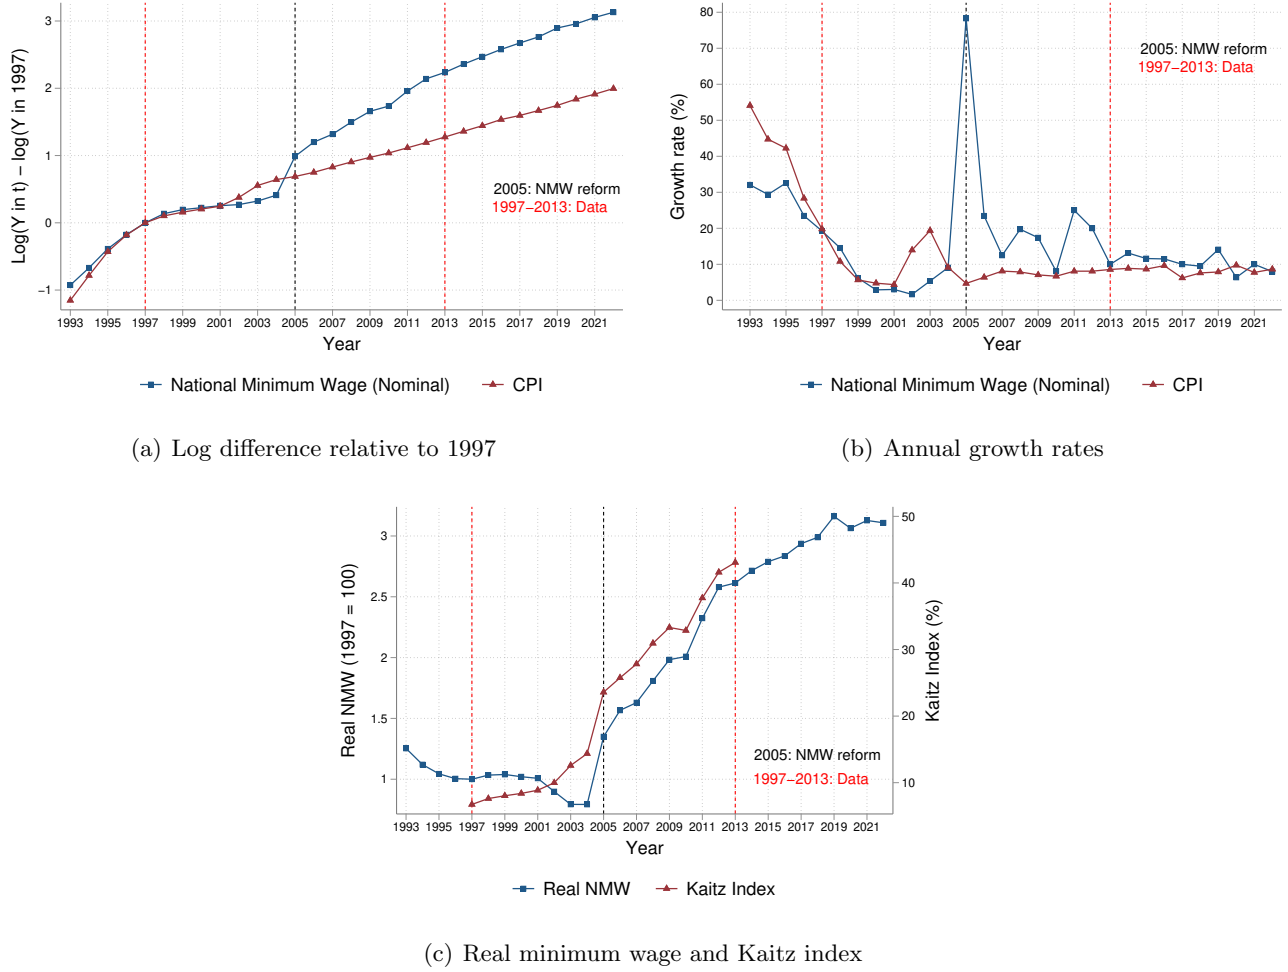 Log(Y in t) − log(Y in 1997)
3
2
1
0
−1
2005: NMW reform
1997−2013: Data
1993 1995 1997 1999 2001 2003 2005 2007 2009 2011 2013 2015 2017 2019 2021
Year
National Minimum Wage (Nominal) CPI
(a) Log difference relative to 1997
Growth rate (%)
80
70
60
50
40
30
20
10
0
2005: NMW reform
1997−2013: Data
1993 1995 1997 1999 2001 2003 2005 2007 2009 2011 2013 2015 2017 2019 2021
Year
National Minimum Wage (Nominal) CPI
(b) Annual growth rates
Real NMW (1997 = 100)
3
2.5
2
1.5
1
50
40
30
20
10
Kaitz Index (%)
2005: NMW reform
1997−2013: Data
1993 1995 1997 1999 2001 2003 2005 2007 2009 2011 2013 2015 2017 2019 2021
Year
Real NMW Kaitz Index
(c) Real minimum wage and Kaitz index